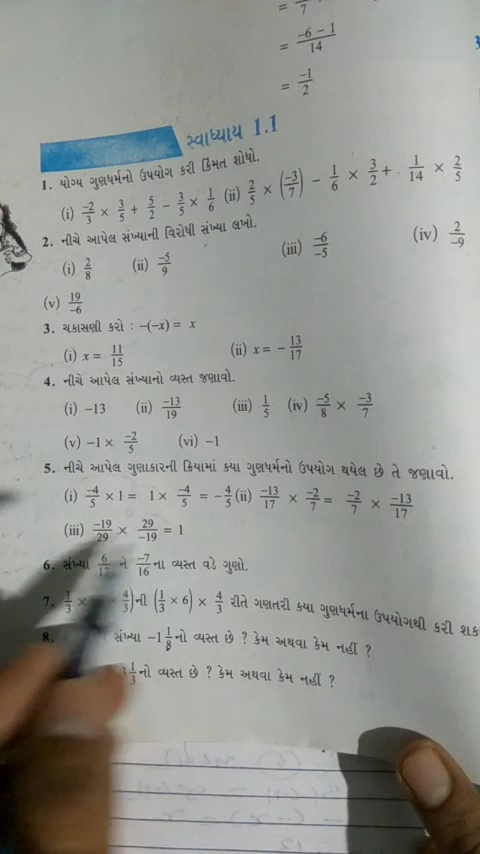 = /7
= -6 - 1 / 14
= -1/2
સ્વાધ્યાય 1.1
1. યોગ્ય ગુણધર્મનો ઉપયોગ કરી કિંમત શોધો.
(i) -2/3 × 3/5 + 5/2 - 3/5 × 1/6 (ii) 2/5 × (-3/7) - 1/6 × 3/2 + 1/14 × 2/5
2. નીચે આપેલ સંખ્યાની વિરોધી સંખ્યા લખો.
(i) 2/8 (ii) -5/9 (iii) -6/-5 (iv) 2/-9
(v) 19/-6
3. ચકાસણી કરો : -(-x) = x
(i) x = 11/15 (ii) x = - 13/17
4. નીચે આપેલ સંખ્યાનો વ્યસ્ત જણાવો.
(i) -13 (ii) -13/19 (iii) 1/5 (iv) -5/8 × -3/7
(v) -1 × -2/5 (vi) -1
5. નીચે આપેલ ગુણાકારની ક્રિયામાં કયા ગુણધર્મનો ઉપયોગ થયેલ છે તે જણાવો.
(i) -4/5 × 1 = 1 × -4/5 = -4/5 (ii) -13/17 × -2/7 = -2/7 × -13/17
(iii) -19/29 × 29/-19 = 1
6. સંખ્યા 6/ ને -7/16 ના વ્યસ્ત વડે ગુણો.
7. 1/3 × 4/3) ની (1/3 × 6) × 4/3 રીતે ગણતરી કયા ગુણધર્મના ઉપયોગથી કરી
8. સંખ્યા -1 1/8 નો વ્યસ્ત છે ? કેમ અથવા કેમ નહીં ?
1/3 નો વ્યસ્ત છે ? કેમ અથવા કેમ નહીં ?